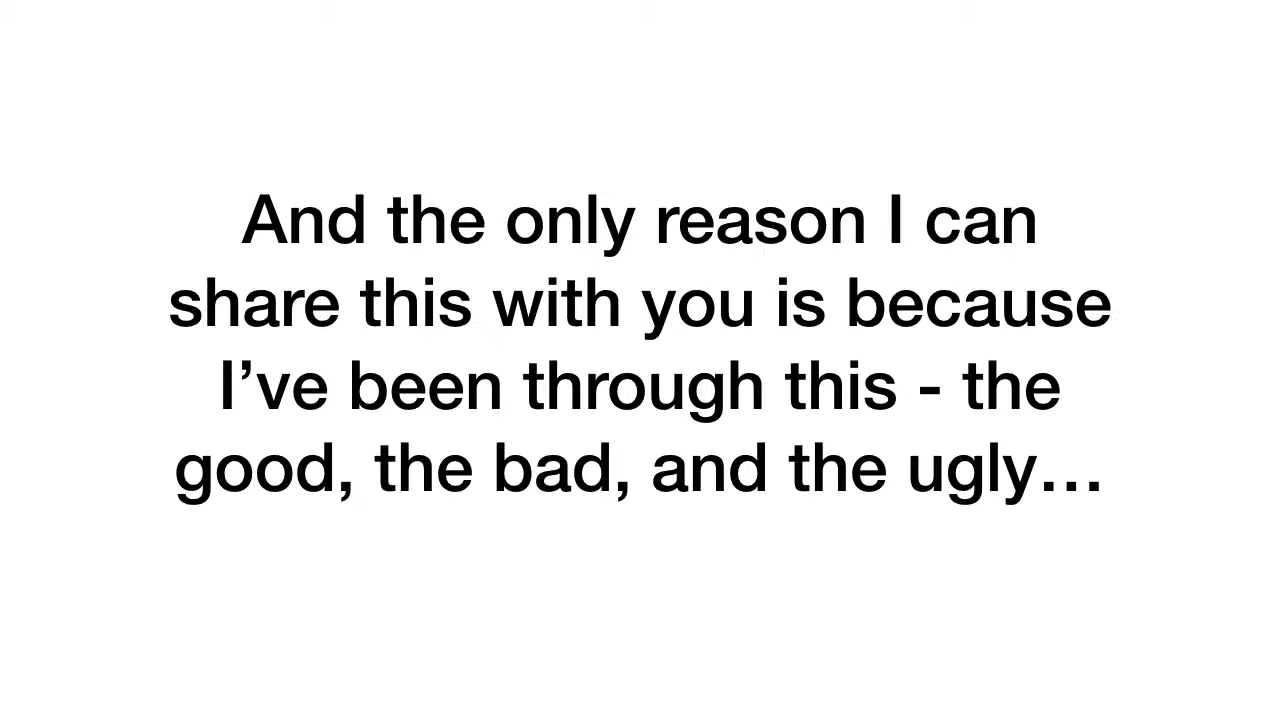 And the only reason I can
share this with you is because
I’ve been through this - the
good, the bad, and the ugly…